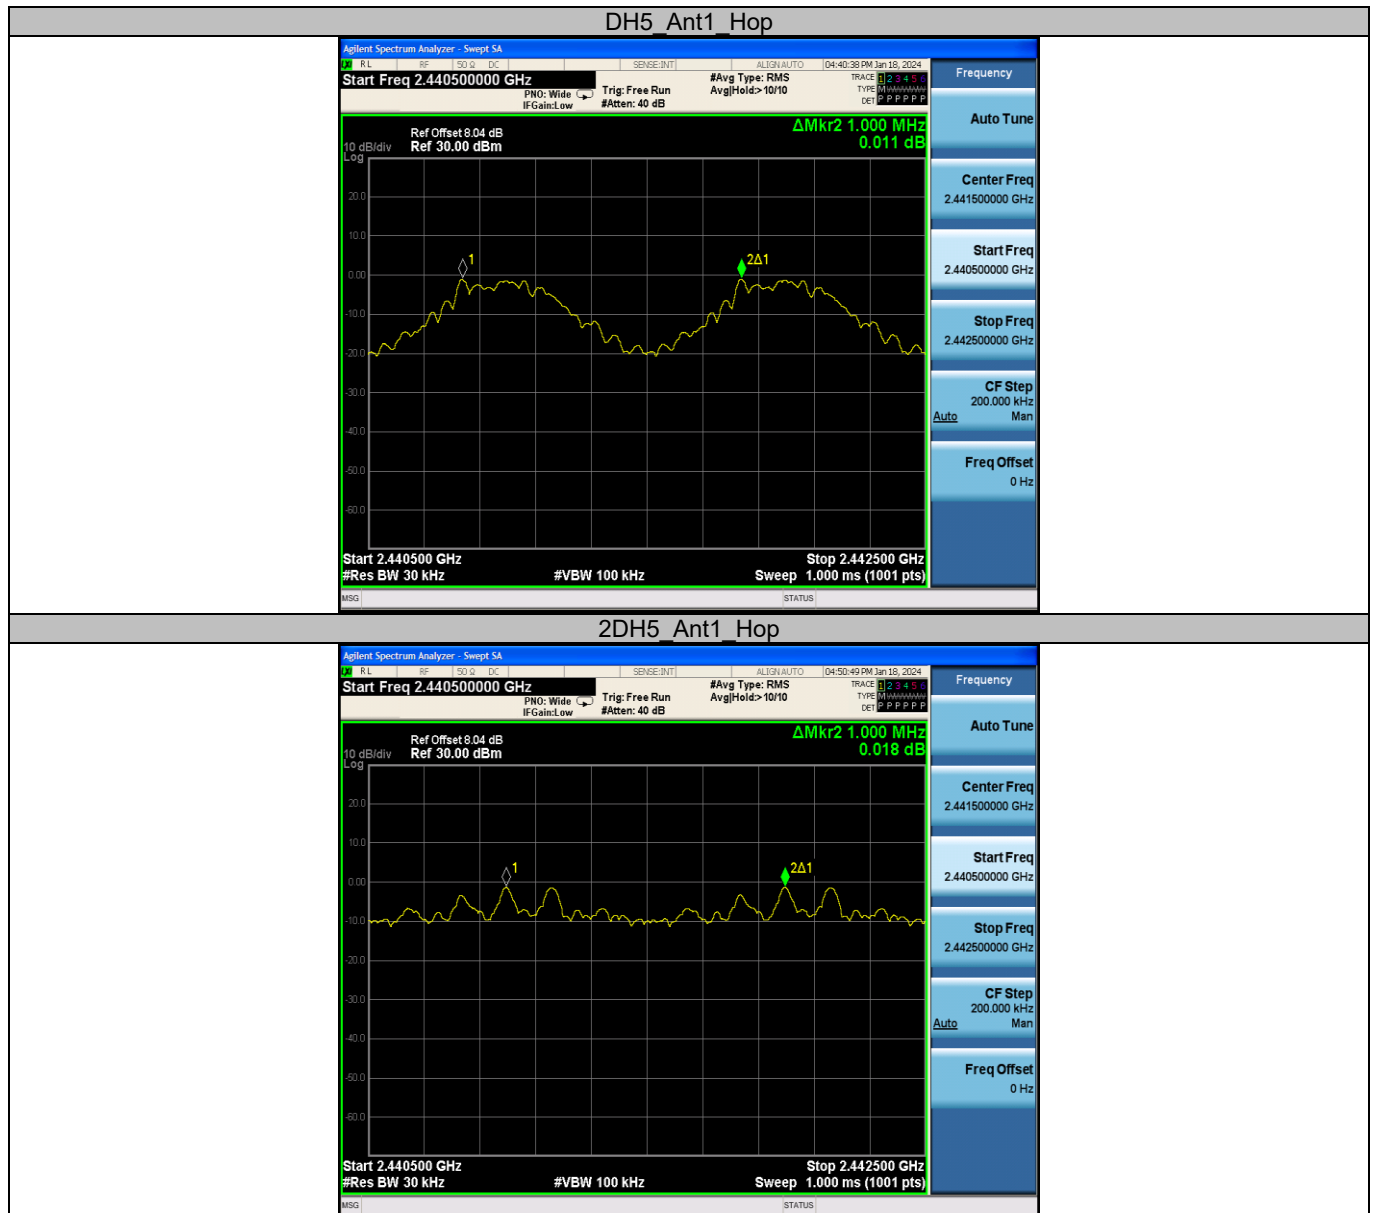 DH5_Ant1_Hop
Agilent Spectrum Analyzer - Swept SA
RL RF 50 Ω DC SENSE:INT ALIGN AUTO 04:40:38 PM Jan 18, 2024
Start Freq 2.440500000 GHz
PNO: Wide
IFGain:Low
Trig: Free Run
#Atten: 40 dB
#Avg Type: RMS
Avg|Hold:>10/10
TRACE 1 2 3 4 5 6
TYPE M
DET P P P P P P
Ref Offset 8.04 dB
Ref 30.00 dBm
10 dB/div
Log
ΔMkr2 1.000 MHz
0.011 dB
20.0
10.0
0.00
-10.0
-20.0
-30.0
-40.0
-50.0
-60.0
1
2Δ1
Start 2.440500 GHz
Stop 2.442500 GHz
#Res BW 30 kHz
#VBW 100 kHz
Sweep 1.000 ms (1001 pts)
MSG
STATUS
Frequency
Auto Tune
Center Freq
2.441500000 GHz
Start Freq
2.440500000 GHz
Stop Freq
2.442500000 GHz
CF Step
200.000 kHz
Auto Man
Freq Offset
0 Hz
2DH5_Ant1_Hop
Agilent Spectrum Analyzer - Swept SA
RL RF 50 Ω DC SENSE:INT ALIGN AUTO 04:50:49 PM Jan 18, 2024
Start Freq 2.440500000 GHz
PNO: Wide
IFGain:Low
Trig: Free Run
#Atten: 40 dB
#Avg Type: RMS
Avg|Hold:>10/10
TRACE 1 2 3 4 5 6
TYPE M
DET P P P P P P
Ref Offset 8.04 dB
Ref 30.00 dBm
10 dB/div
Log
ΔMkr2 1.000 MHz
0.018 dB
20.0
10.0
0.00
-10.0
-20.0
-30.0
-40.0
-50.0
-60.0
1
2Δ1
Start 2.440500 GHz
Stop 2.442500 GHz
#Res BW 30 kHz
#VBW 100 kHz
Sweep 1.000 ms (1001 pts)
MSG
STATUS
Frequency
Auto Tune
Center Freq
2.441500000 GHz
Start Freq
2.440500000 GHz
Stop Freq
2.442500000 GHz
CF Step
200.000 kHz
Auto Man
Freq Offset
0 Hz